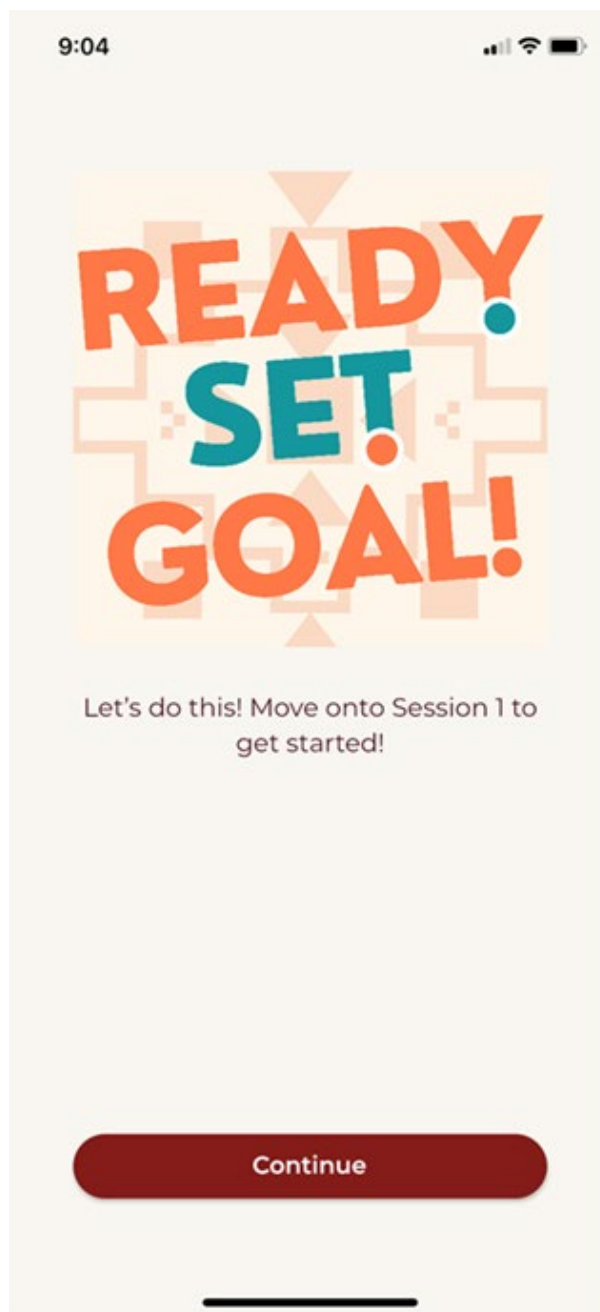 9:04
READY
SET
GOAL!
Let's do this! Move onto Session 1 to
get started!
Continue